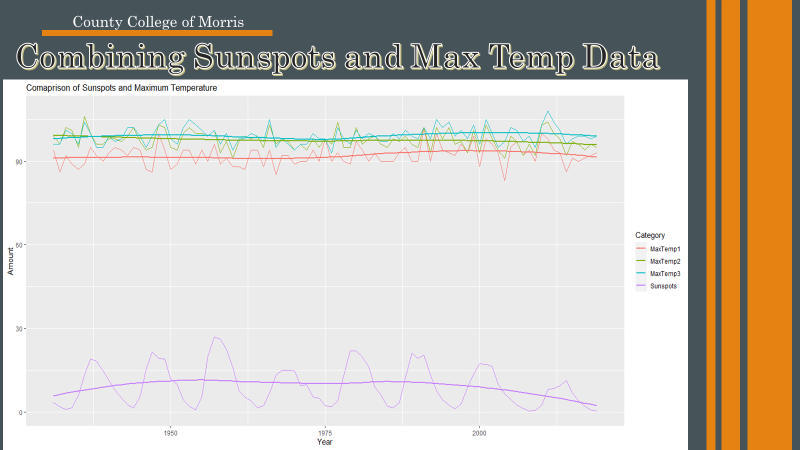 County College of Morris
Combining Sunspots and Max Temp Data
Comaprison of Sunspots and Maximum Temperature
90
60
30
0
Amount
1950
1975
2000
Year
Category
MaxTemp1
MaxTemp2
MaxTemp3
Sunspots